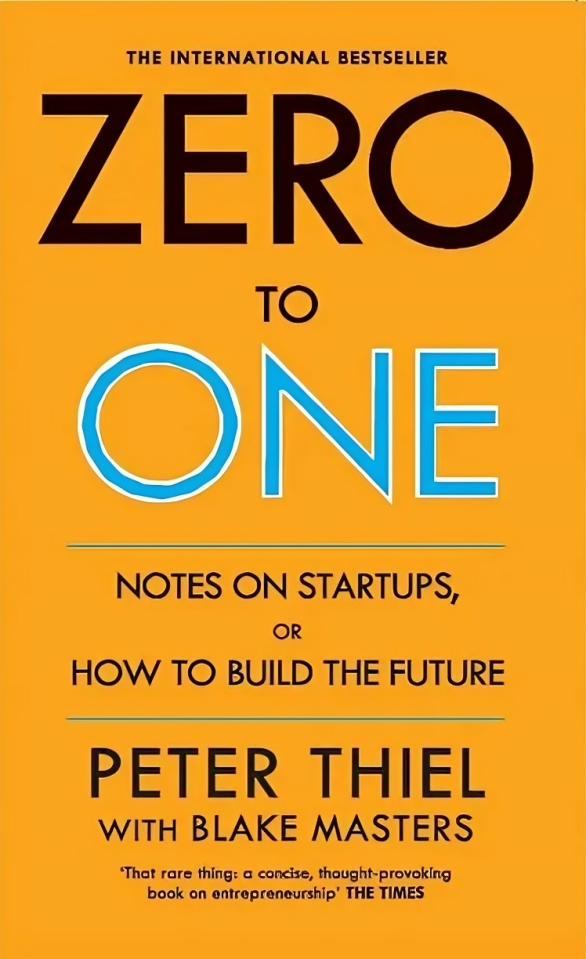 THE INTERNATIONAL BESTSELLER
ZERO
TO
ONE
NOTES ON STARTUPS,
OR
HOW TO BUILD THE FUTURE
PETER THIEL
WITH BLAKE MASTERS
‘That rare thing: a concise, thought-provoking
book on entrepreneurship’ THE TIMES